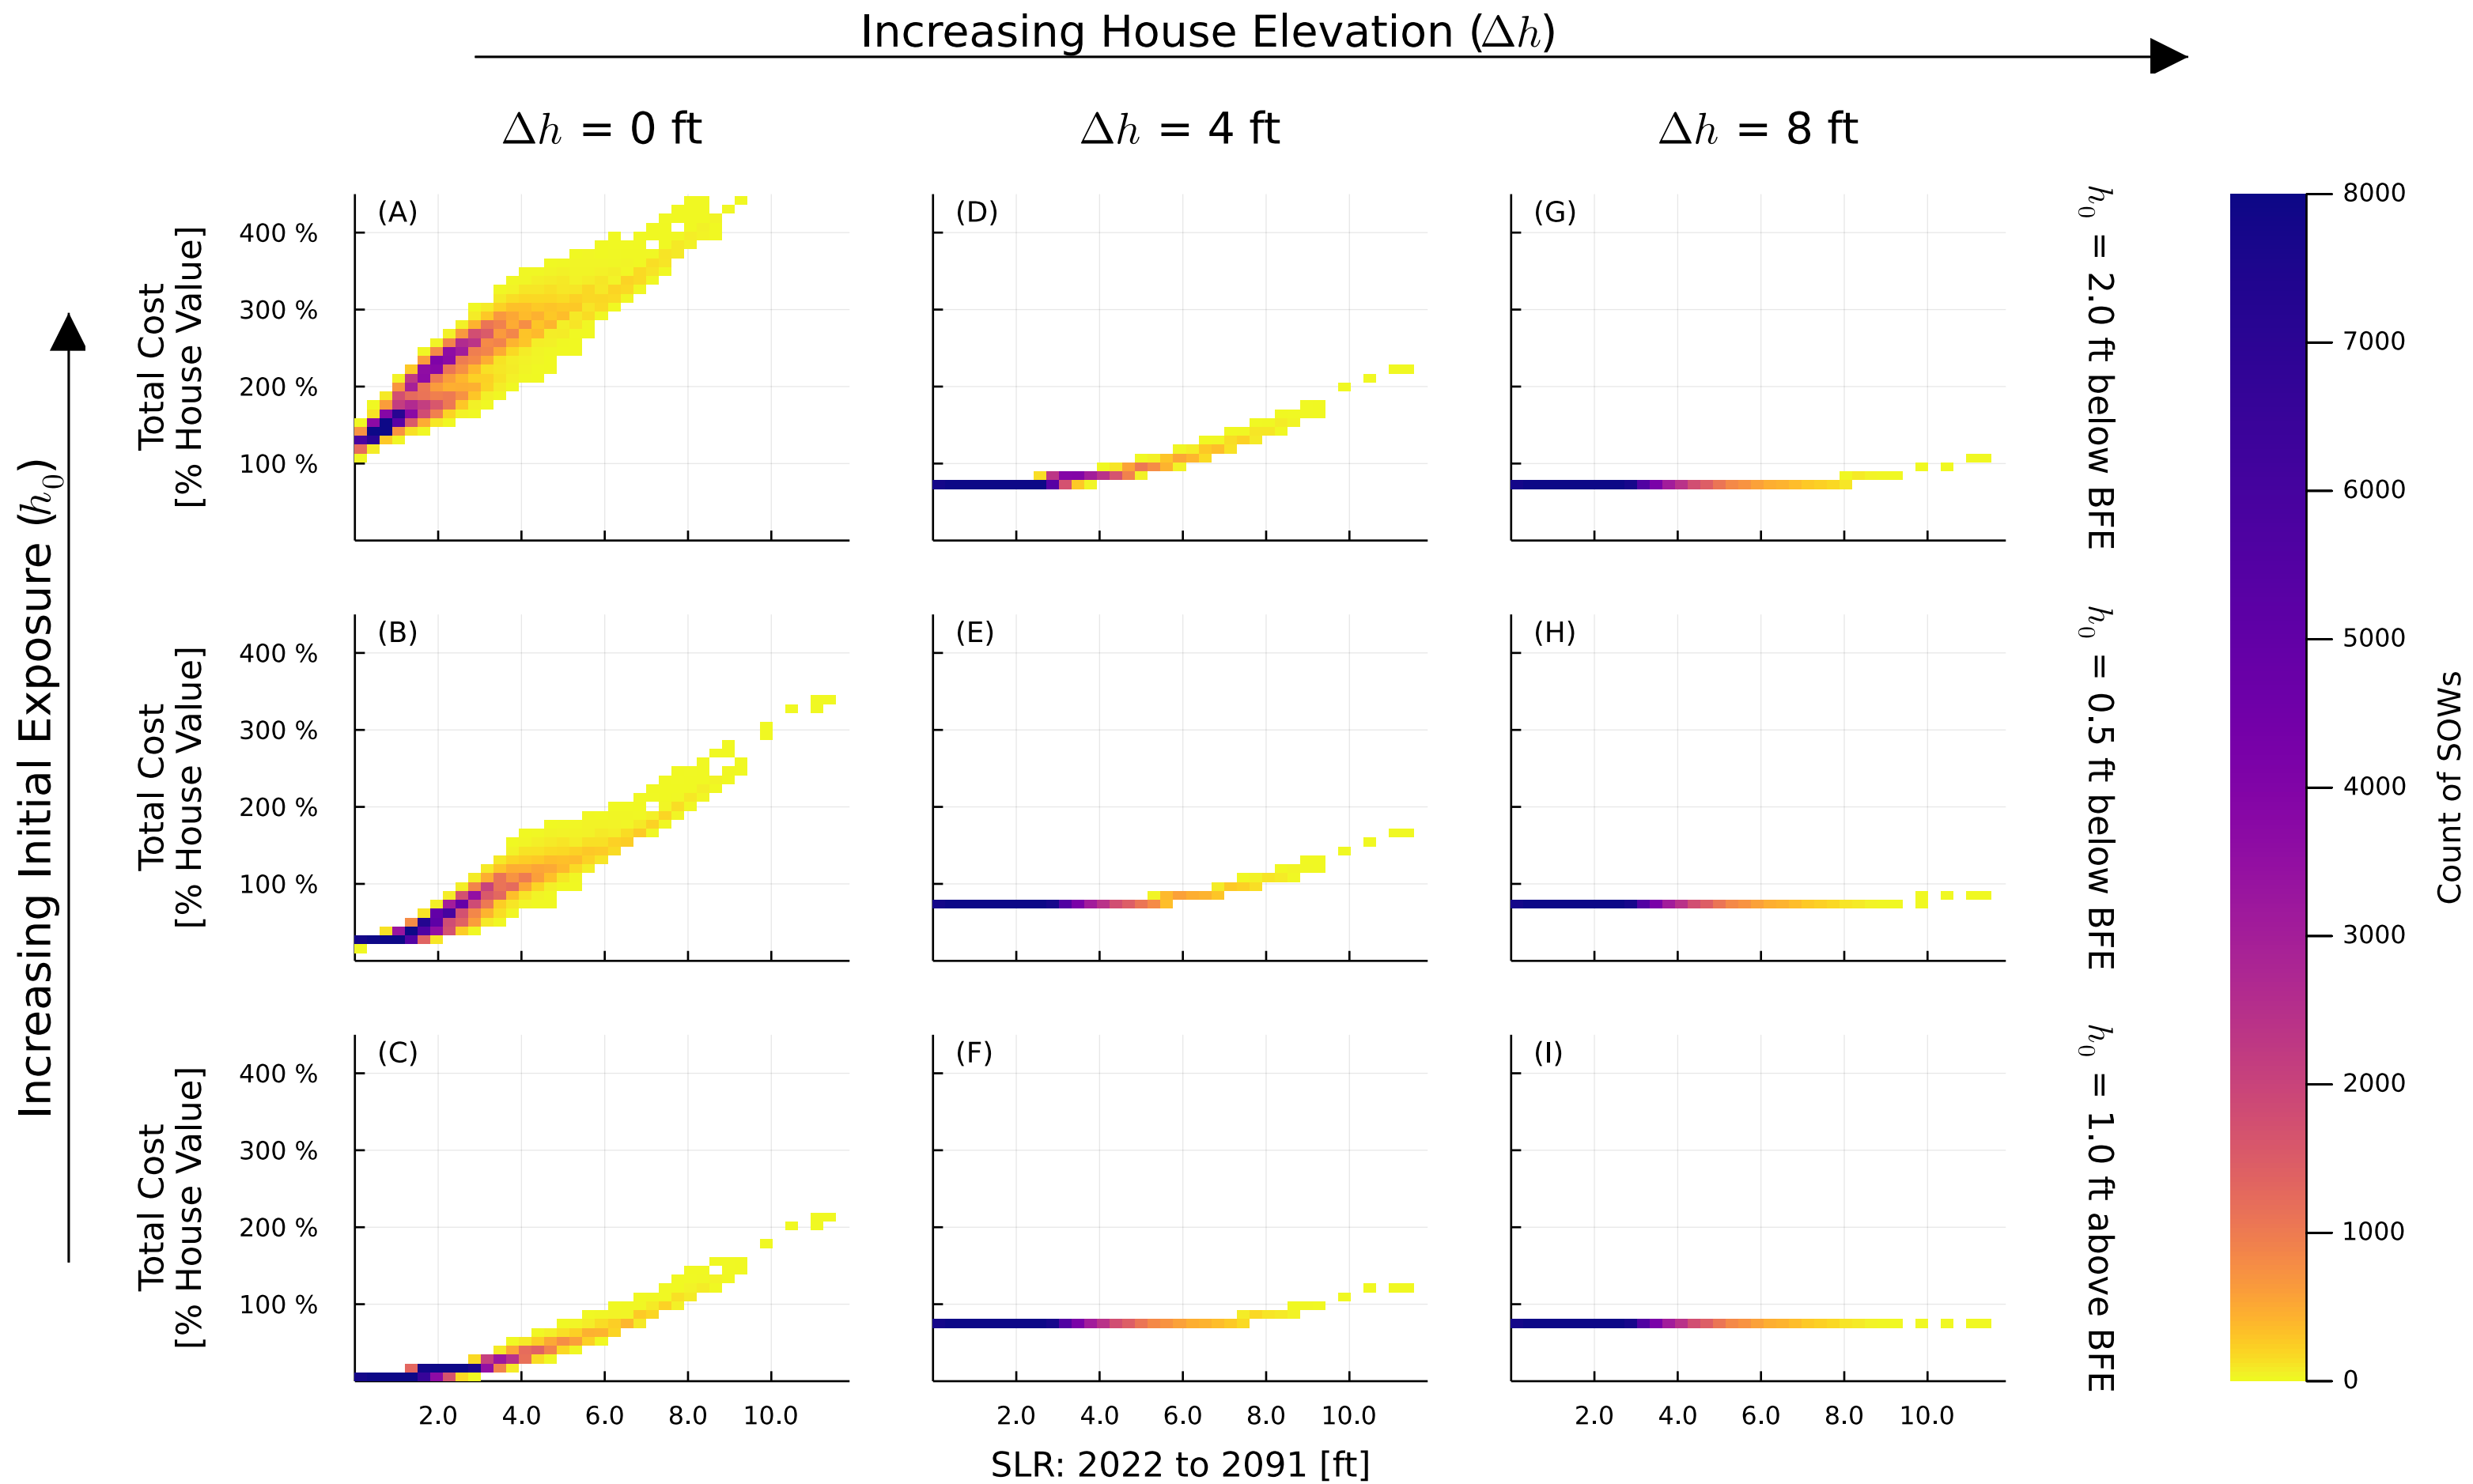 Increasing House Elevation (Δh)
Δh = 0 ft
Δh = 4 ft
Δh = 8 ft
Increasing Initial Exposure (h₀)
Total Cost
[% House Value]
400 %
300 %
200 %
100 %
(A)
(D)
(G)
h₀ = 2.0 ft below BFE
Total Cost
[% House Value]
400 %
300 %
200 %
100 %
(B)
(E)
(H)
h₀ = 0.5 ft below BFE
Total Cost
[% House Value]
400 %
300 %
200 %
100 %
(C)
(F)
(I)
h₀ = 1.0 ft above BFE
2.0 4.0 6.0 8.0 10.0
2.0 4.0 6.0 8.0 10.0
2.0 4.0 6.0 8.0 10.0
SLR: 2022 to 2091 [ft]
8000
7000
6000
5000
4000
3000
2000
1000
0
Count of SOWs